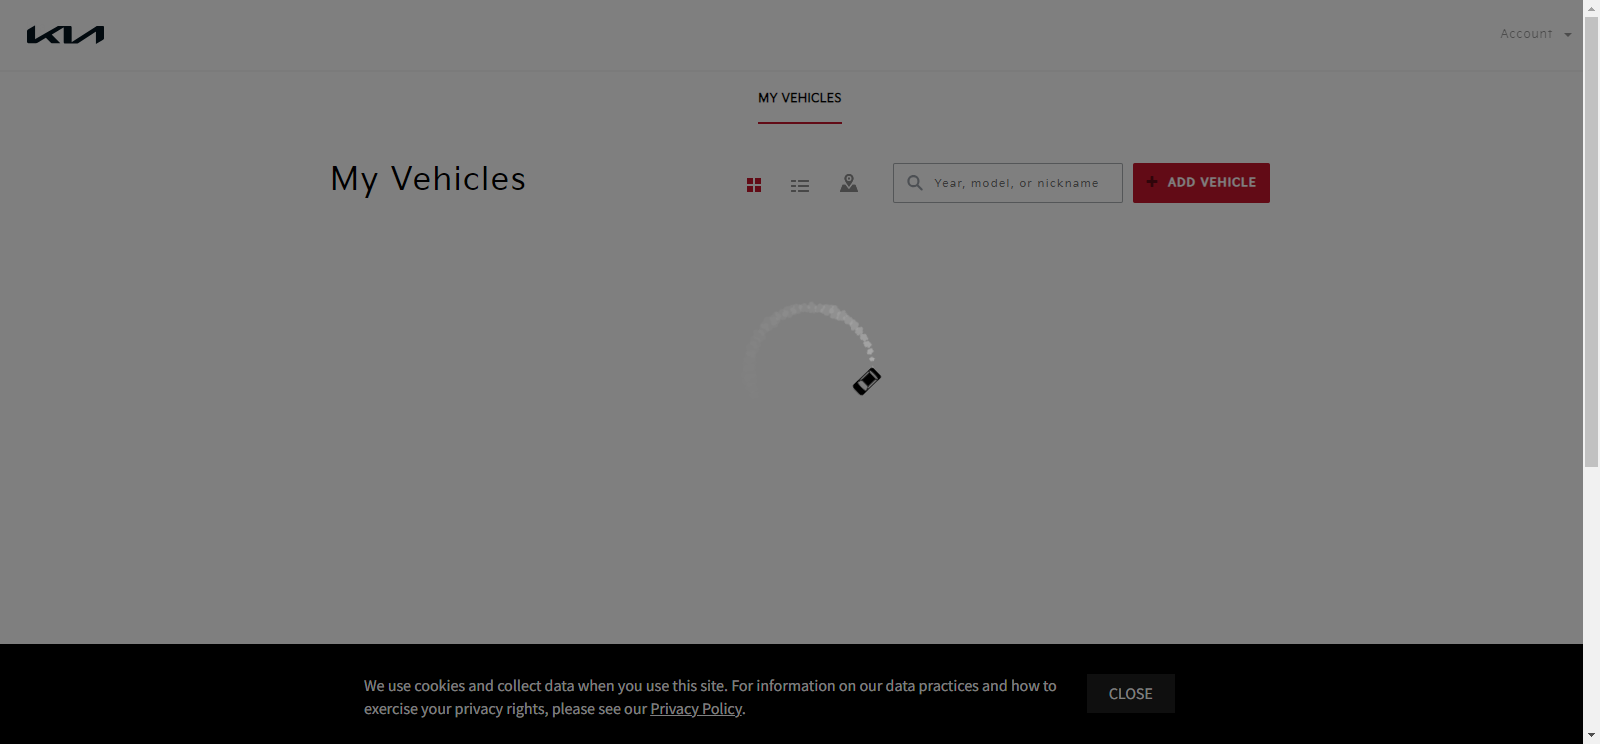 KIA
Account
MY VEHICLES
My Vehicles
Year, model, or nickname
ADD VEHICLE
We use cookies and collect data when you use this site. For information on our data practices and how to
exercise your privacy rights, please see our Privacy Policy.
CLOSE